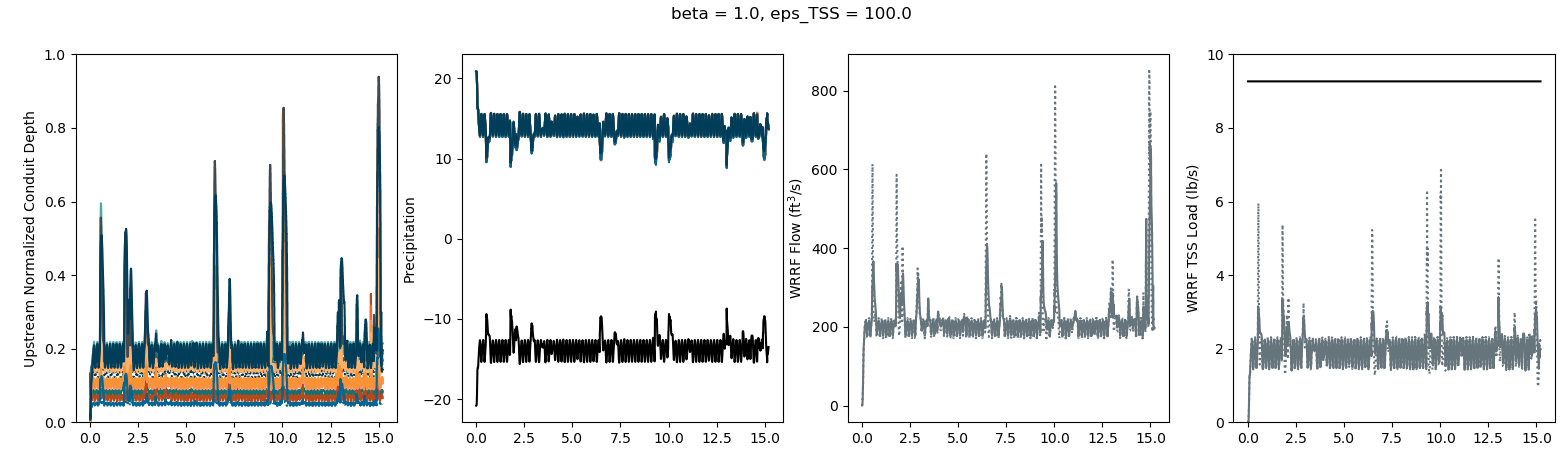 beta = 1.0, eps_TSS = 100.0
Upstream Normalized Conduit Depth
1.0
0.8
0.6
0.4
0.2
0.0
0.0 2.5 5.0 7.5 10.0 12.5 15.0
Precipitation
20
10
0
−10
−20
0.0 2.5 5.0 7.5 10.0 12.5 15.0
WRRF Flow (ft³/s)
800
600
400
200
0
0.0 2.5 5.0 7.5 10.0 12.5 15.0
WRRF TSS Load (lb/s)
10
8
6
4
2
0
0.0 2.5 5.0 7.5 10.0 12.5 15.0